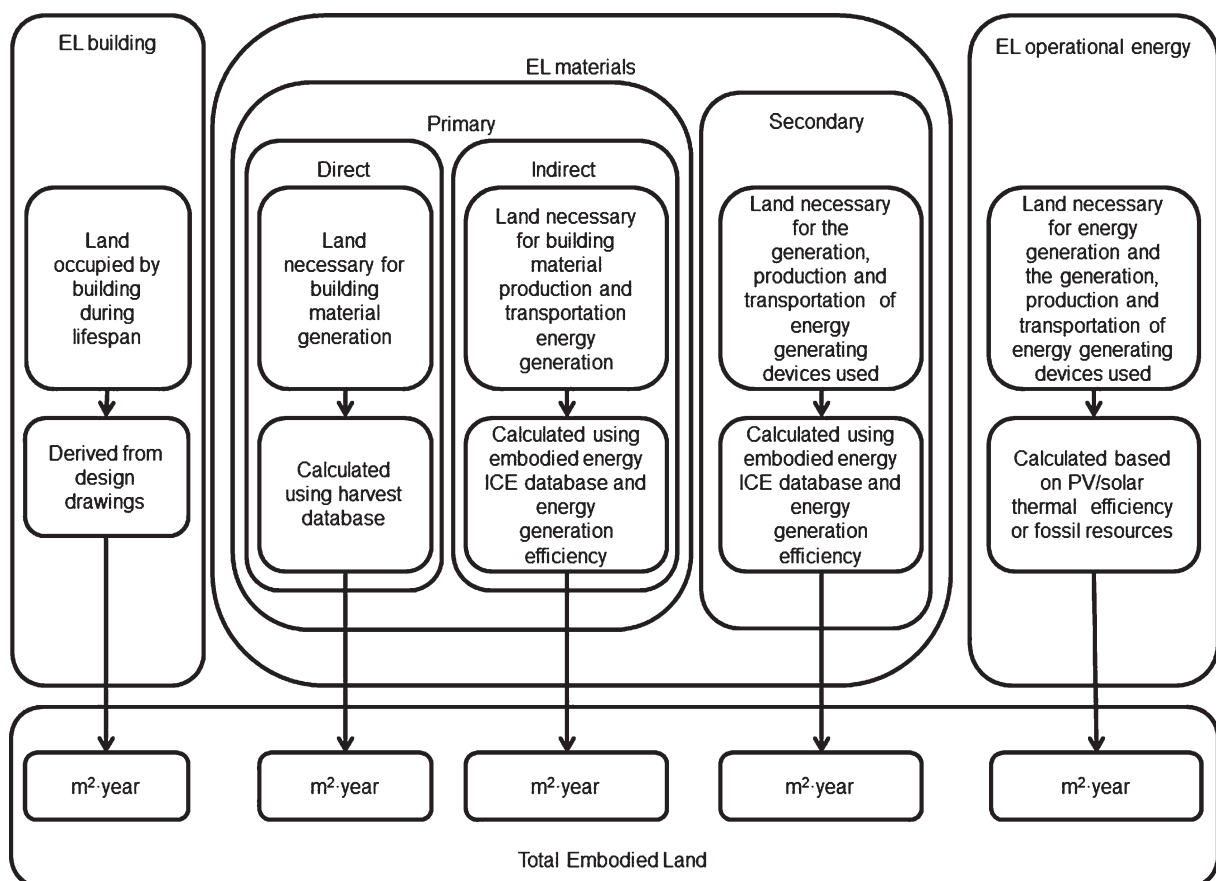 EL building
Land
occupied by
building
during
lifespan
Derived from
design
drawings
EL materials
Primary
Direct
Land
necessary for
building
material
generation
Calculated
using harvest
database
Indirect
Land necessary
for building
material
production and
transportation
energy
generation
Calculated using
embodied energy
ICE database and
energy
generation
efficiency
Secondary
Land necessary
for the
generation,
production and
transportation of
energy
generating
devices used
Calculated using
embodied energy
ICE database and
energy
generation
efficiency
EL operational energy
Land necessary
for energy
generation and
the generation,
production and
transportation of
energy generating
devices used
Calculated based
on PV/solar
thermal efficiency
or fossil resources
m²·year
m²·year
m²·year
m²·year
m²·year
Total Embodied Land